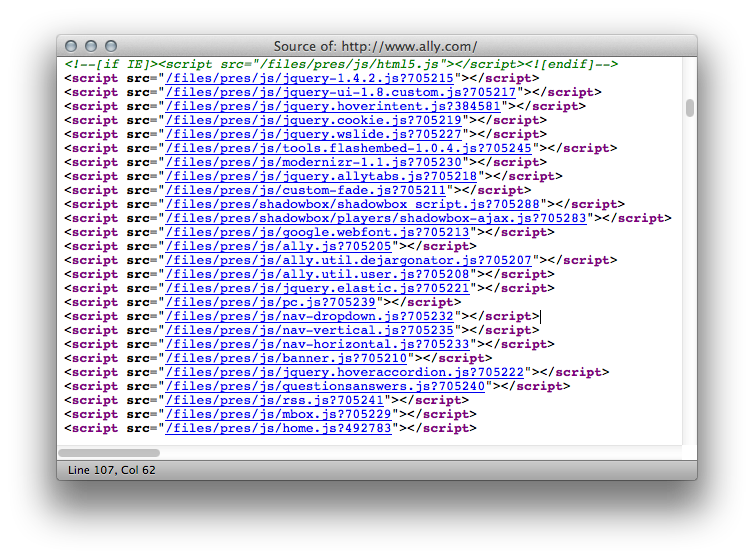 Source of: http://www.ally.com/
<!--[if IE]><script src="/files/pres/js/html5.js"></script><![endif]-->
<script src="/files/pres/js/jquery-1.4.2.js?705215"></script>
<script src="/files/pres/js/jquery-ui-1.8.custom.js?705217"></script>
<script src="/files/pres/js/jquery.hoverintent.js?384581"></script>
<script src="/files/pres/js/jquery.cookie.js?705219"></script>
<script src="/files/pres/js/jquery.wslide.js?705227"></script>
<script src="/files/pres/js/tools.flashembed-1.0.4.js?705245"></script>
<script src="/files/pres/js/modernizr-1.1.js?705230"></script>
<script src="/files/pres/js/jquery.allytabs.js?705218"></script>
<script src="/files/pres/js/custom-fade.js?705211"></script>
<script src="/files/pres/shadowbox/shadowbox_script.js?705288"></script>
<script src="/files/pres/shadowbox/players/shadowbox-ajax.js?705283"></script>
<script src="/files/pres/js/google.webfont.js?705213"></script>
<script src="/files/pres/js/ally.js?705205"></script>
<script src="/files/pres/js/ally.util.dejargonator.js?705207"></script>
<script src="/files/pres/js/ally.util.user.js?705208"></script>
<script src="/files/pres/js/jquery.elastic.js?705221"></script>
<script src="/files/pres/js/pc.js?705239"></script>
<script src="/files/pres/js/nav-dropdown.js?705232"></script>
<script src="/files/pres/js/nav-vertical.js?705235"></script>
<script src="/files/pres/js/nav-horizontal.js?705233"></script>
<script src="/files/pres/js/banner.js?705210"></script>
<script src="/files/pres/js/jquery.hoveraccordion.js?705222"></script>
<script src="/files/pres/js/questionsanswers.js?705240"></script>
<script src="/files/pres/js/rss.js?705241"></script>
<script src="/files/pres/js/mbox.js?705229"></script>
<script src="/files/pres/js/home.js?492783"></script>
Line 107, Col 62